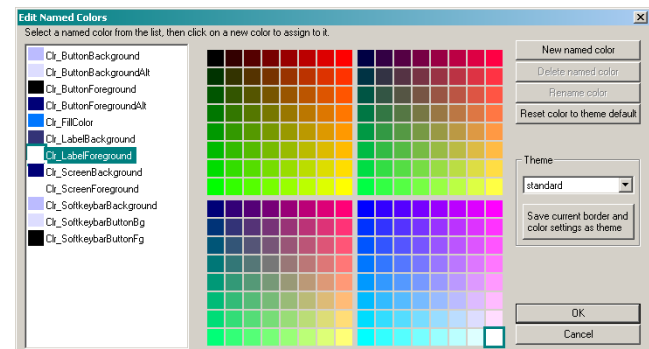 Edit Named Colors
Select a named color from the list, then click on a new color to assign to it.
Clr_ButtonBackground
Clr_ButtonBackgroundAlt
Clr_ButtonForeground
Clr_ButtonForegroundAlt
Clr_FillColor
Clr_LabelBackground
Clr_LabelForeground
Clr_ScreenBackground
Clr_ScreenForeground
Clr_SoftkeybarBackground
Clr_SoftkeybarButtonBg
Clr_SoftkeybarButtonFg
New named color
Delete named color
Rename color
Reset color to theme default
Theme
standard
Save current border and
color settings as theme
OK
Cancel